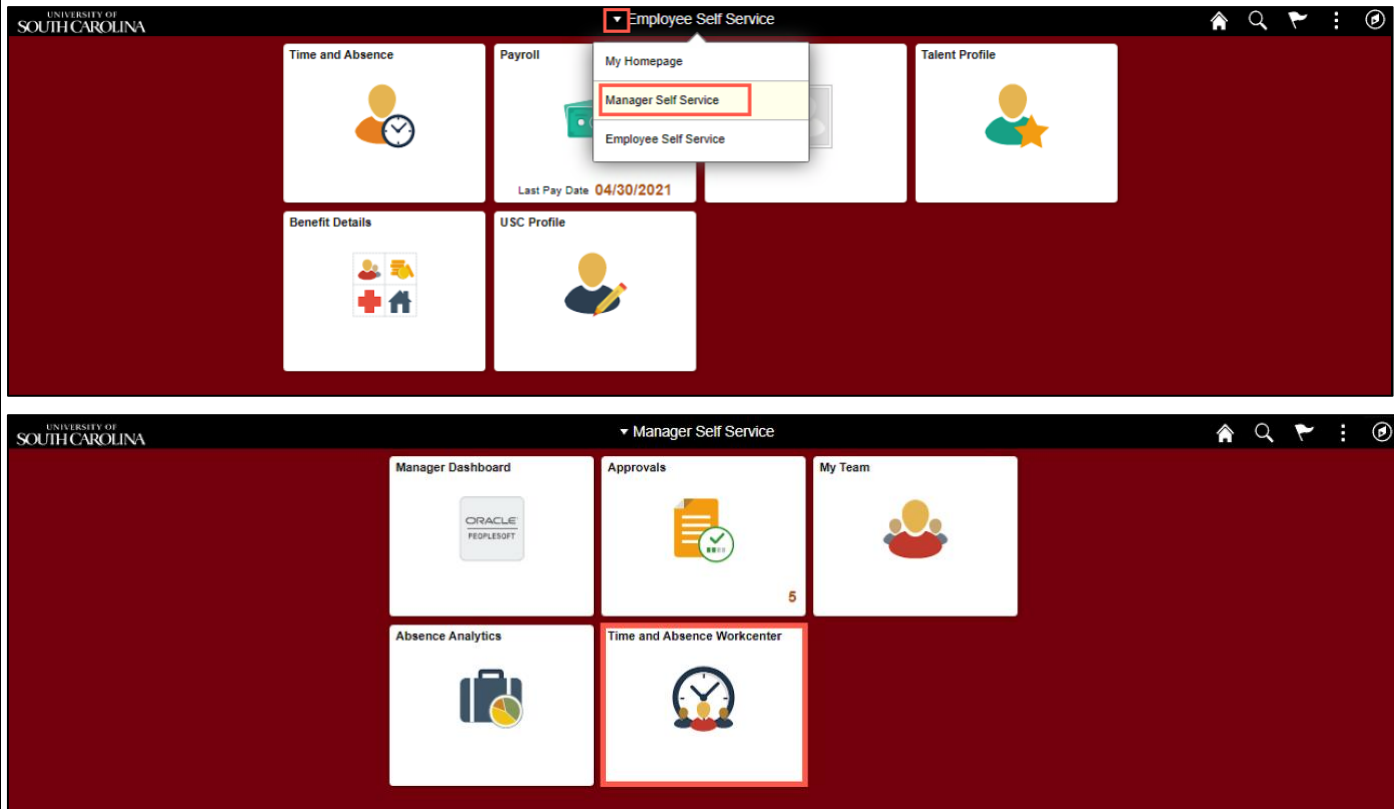 UNIVERSITY OF
SOUTH CAROLINA
Employee Self Service
My Homepage
Manager Self Service
Employee Self Service
Time and Absence
Payroll
Last Pay Date 04/30/2021
Talent Profile
Benefit Details
USC Profile
UNIVERSITY OF
SOUTH CAROLINA
Manager Self Service
Manager Dashboard
ORACLE
PEOPLESOFT
Approvals
5
My Team
Absence Analytics
Time and Absence Workcenter